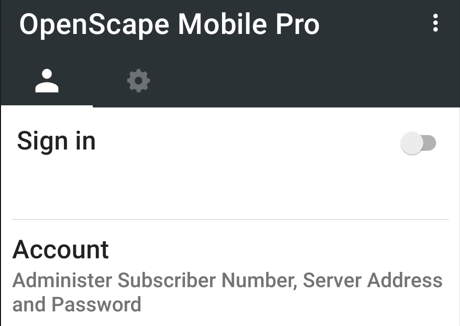 OpenScape Mobile Pro
Sign in
Account
Administer Subscriber Number, Server Address
and Password